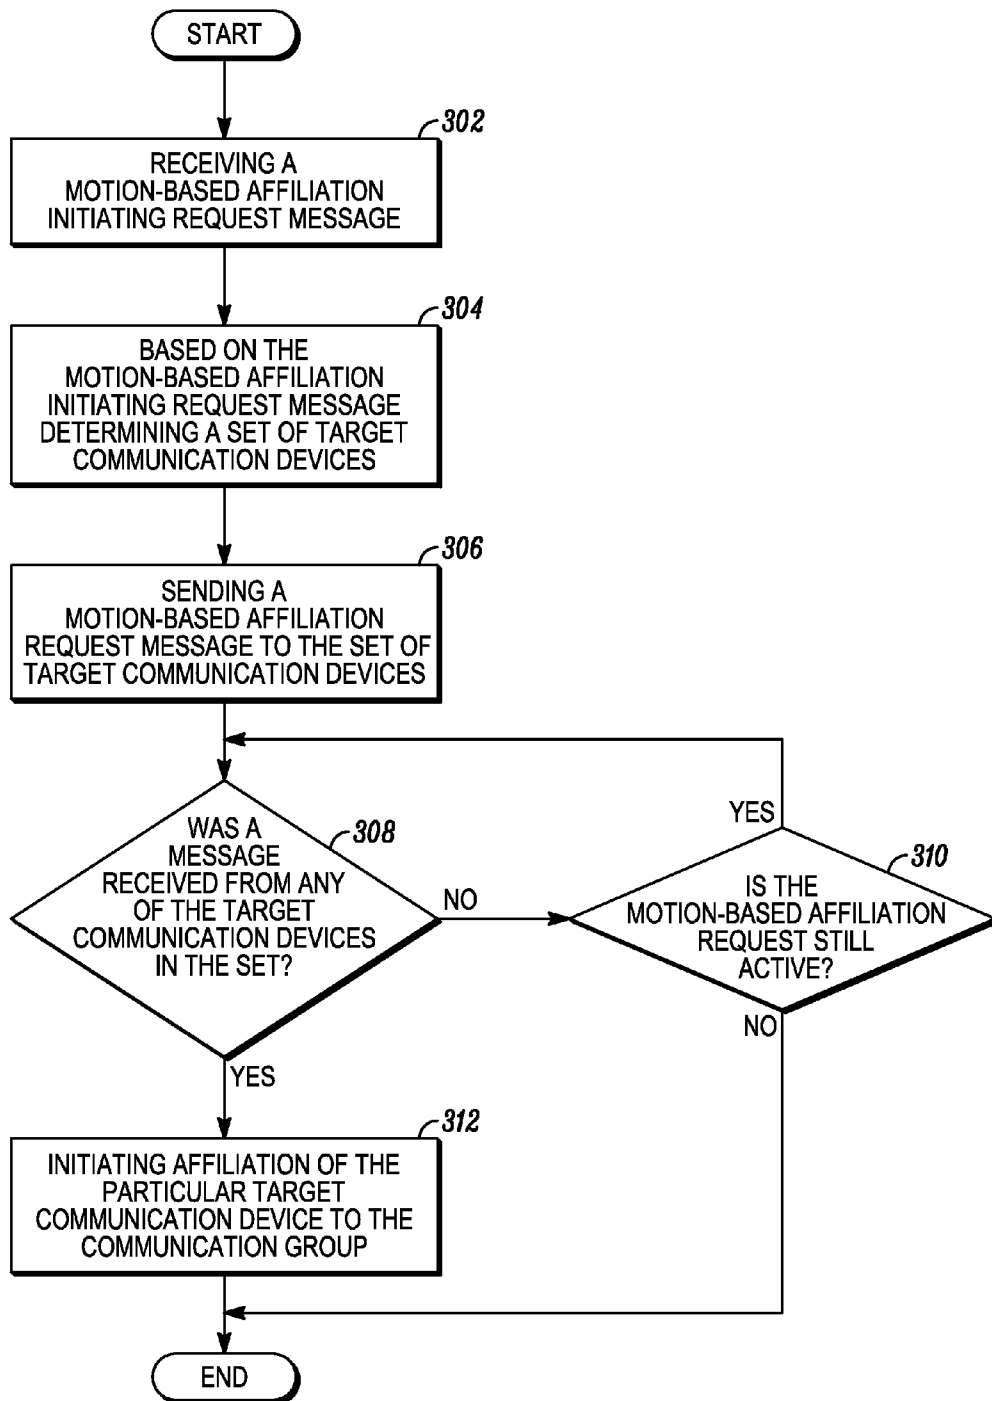 START
302
RECEIVING A
MOTION-BASED AFFILIATION
INITIATING REQUEST MESSAGE
304
BASED ON THE
MOTION-BASED AFFILIATION
INITIATING REQUEST MESSAGE
DETERMINING A SET OF TARGET
COMMUNICATION DEVICES
306
SENDING A
MOTION-BASED AFFILIATION
REQUEST MESSAGE TO THE SET OF
TARGET COMMUNICATION DEVICES
308
WAS A
MESSAGE
RECEIVED FROM ANY
OF THE TARGET
COMMUNICATION DEVICES
IN THE SET?
NO
YES
310
IS THE
MOTION-BASED AFFILIATION
REQUEST STILL
ACTIVE?
NO
YES
312
INITIATING AFFILIATION OF THE
PARTICULAR TARGET
COMMUNICATION DEVICE TO THE
COMMUNICATION GROUP
END